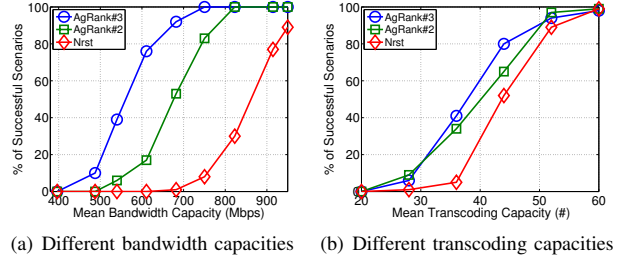 % of Successful Scenarios
100
80
60
40
20
0
AgRank#3
AgRank#2
Nrst
400 500 600 700 800 900
Mean Bandwidth Capacity (Mbps)
(a) Different bandwidth capacities
% of Successful Scenarios
100
80
60
40
20
0
AgRank#3
AgRank#2
Nrst
20 30 40 50 60
Mean Transcoding Capacity (#)
(b) Different transcoding capacities